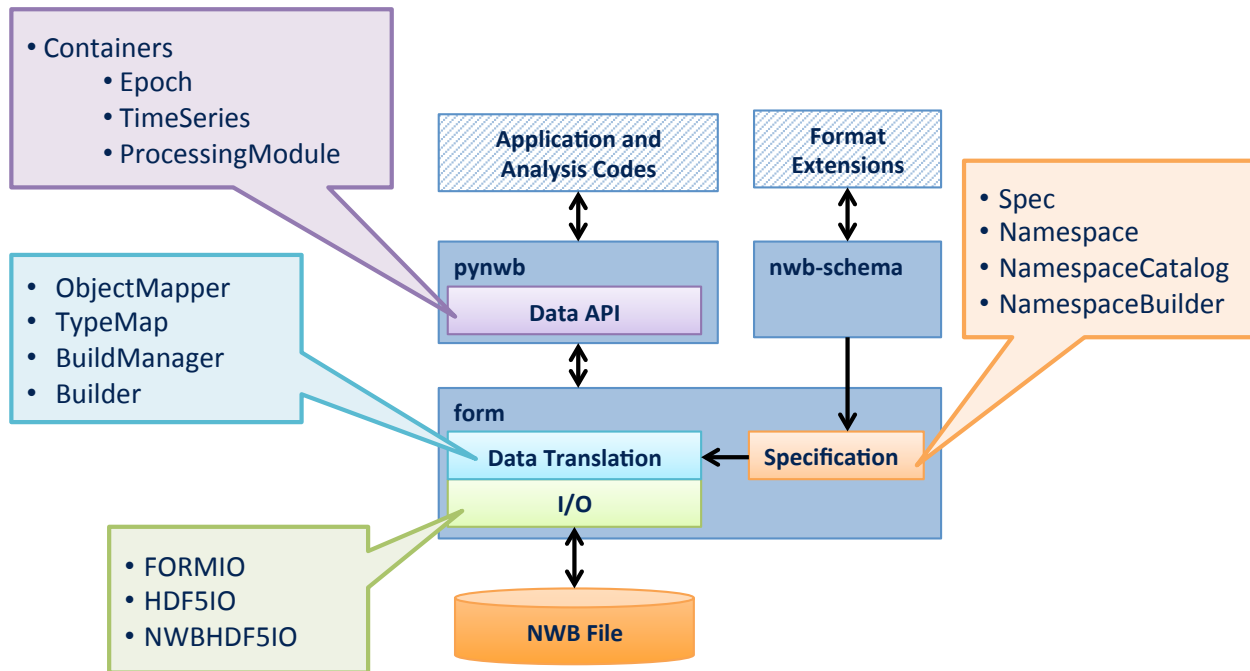 • Containers
• Epoch
• TimeSeries
• ProcessingModule
Application and
Analysis Codes
Format
Extensions
• Spec
• Namespace
• NamespaceCatalog
• NamespaceBuilder
pynwb
Data API
nwb-schema
• ObjectMapper
• TypeMap
• BuildManager
• Builder
form
Data Translation
I/O
Specification
• FORMIO
• HDF5IO
• NWBHDF5IO
NWB File